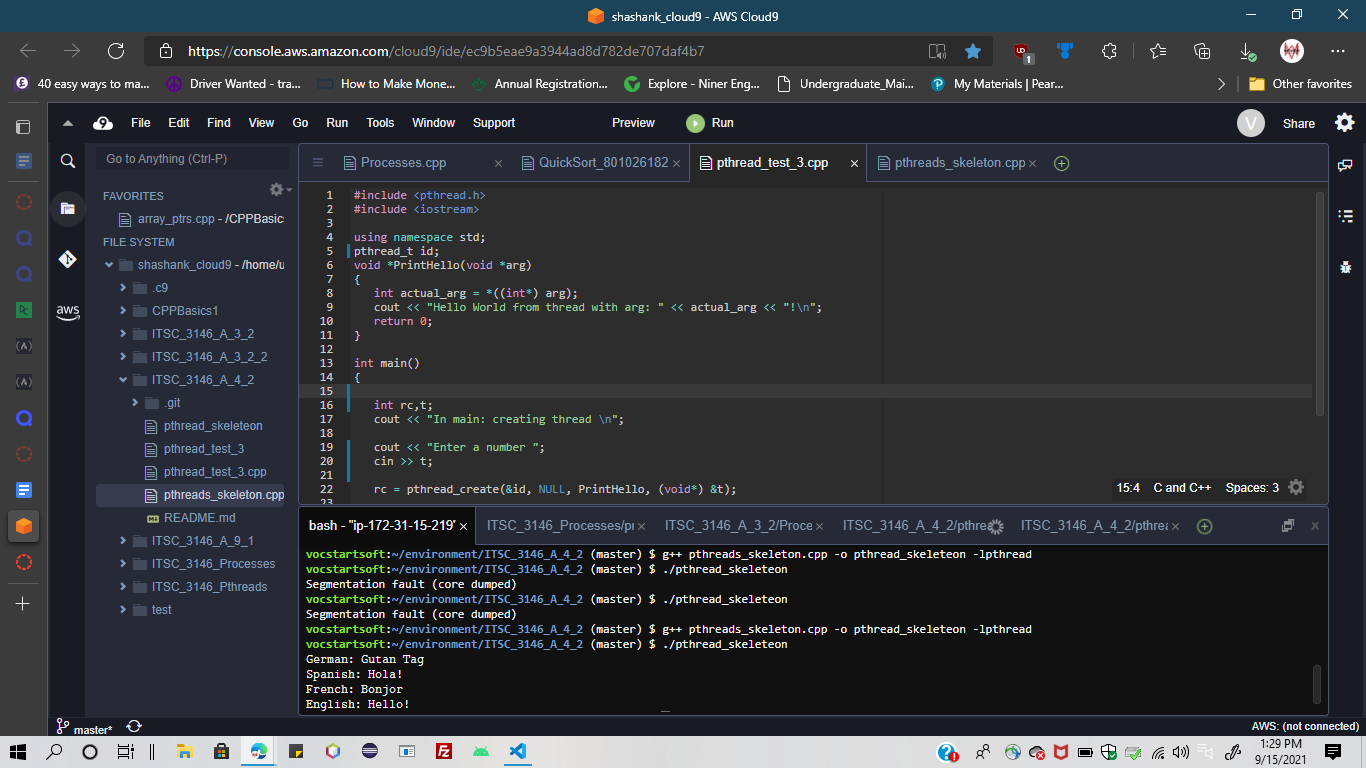 shashank_cloud9 - AWS Cloud9
https://console.aws.amazon.com/cloud9/ide/ec9b5eae9a3944ad8d782de707daf4b7
1
40 easy ways to ma...
Driver Wanted - tra...
How to Make Mone...
Annual Registration...
Explore - Niner Eng...
Undergraduate_Mai...
My Materials | Pear...
Other favorites
9 File Edit Find View Go Run Tools Window Support Preview Run V Share
Go to Anything (Ctrl-P)
Processes.cpp
QuickSort_801026182
pthread_test_3.cpp
pthreads_skeleton.cpp
FAVORITES
array_ptrs.cpp - /CPPBasic
FILE SYSTEM
shashank_cloud9 - /home/u
.c9
CPPBasics1
ITSC_3146_A_3_2
ITSC_3146_A_3_2_2
ITSC_3146_A_4_2
.git
pthread_skeleteon
pthread_test_3
pthread_test_3.cpp
pthreads_skeleton.cpp
README.md
ITSC_3146_A_9_1
ITSC_3146_Processes
ITSC_3146_Pthreads
test
aws
1 #include <pthread.h>
2 #include <iostream>
3
4 using namespace std;
5 pthread_t id;
6 void *PrintHello(void *arg)
7 {
8 int actual_arg = *((int*) arg);
9 cout << "Hello World from thread with arg: " << actual_arg << "!\n";
10 return 0;
11 }
12
13 int main()
14 {
15
16 int rc,t;
17 cout << "In main: creating thread \n";
18
19 cout << "Enter a number ";
20 cin >> t;
21
22 rc = pthread_create(&id, NULL, PrintHello, (void*) &t);
23
15:4 C and C++ Spaces: 3
bash - "ip-172-31-15-219"
ITSC_3146_Processes/pr
ITSC_3146_A_3_2/Proce
ITSC_3146_A_4_2/pthrea
ITSC_3146_A_4_2/pthrea
vocstartsoft:~/environment/ITSC_3146_A_4_2 (master) $ g++ pthreads_skeleton.cpp -o pthread_skeleteon -lpthread
vocstartsoft:~/environment/ITSC_3146_A_4_2 (master) $ ./pthread_skeleteon
Segmentation fault (core dumped)
vocstartsoft:~/environment/ITSC_3146_A_4_2 (master) $ ./pthread_skeleteon
Segmentation fault (core dumped)
vocstartsoft:~/environment/ITSC_3146_A_4_2 (master) $ g++ pthreads_skeleton.cpp -o pthread_skeleteon -lpthread
vocstartsoft:~/environment/ITSC_3146_A_4_2 (master) $ ./pthread_skeleteon
German: Gutan Tag
Spanish: Hola!
French: Bonjor
English: Hello!
master*
AWS: (not connected)
1:29 PM
9/15/2021